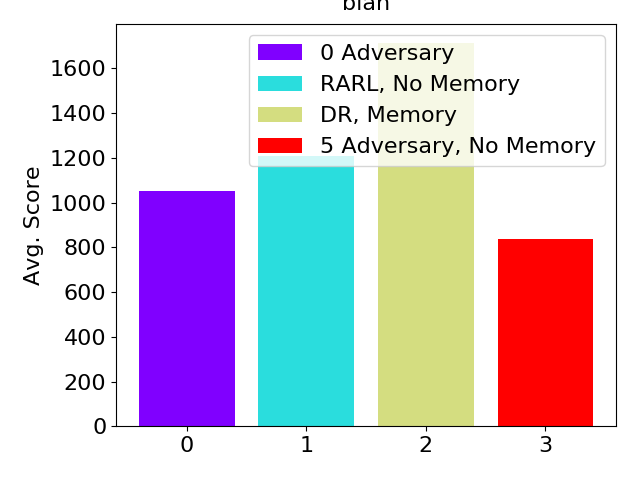 blah
0 Adversary
RARL, No Memory
DR, Memory
5 Adversary, No Memory
Avg. Score
1600
1400
1200
1000
800
600
400
200
0
0 1 2 3